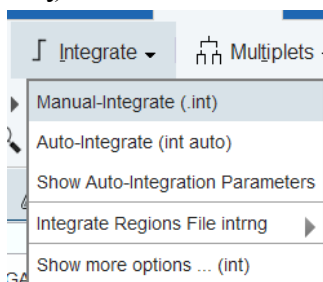 Integrate Multiplets
Manual-Integrate (.int)
Auto-Integrate (int auto)
Show Auto-Integration Parameters
Integrate Regions File intrng
Show more options ... (int)